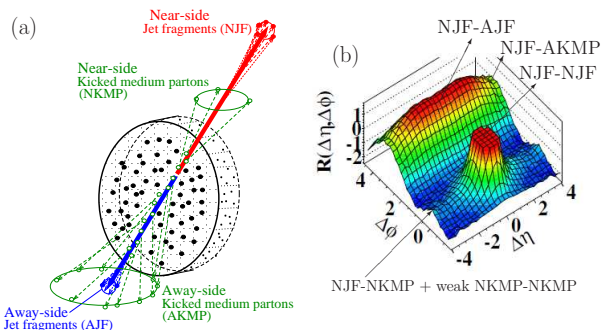 (a)
Near-side
Jet fragments (NJF)
Near-side
Kicked medium partons
(NKMP)
Away-side
Kicked medium partons
(AKMP)
Away-side
Jet fragments (AJF)
(b)
NJF-AJF
NJF-AKMP
NJF-NJF
R(Δη,Δϕ)
1
0
-1
-2
4
2
0
Δϕ
-4
-2
0
2
4
Δη
NJF-NKMP + weak NKMP-NKMP